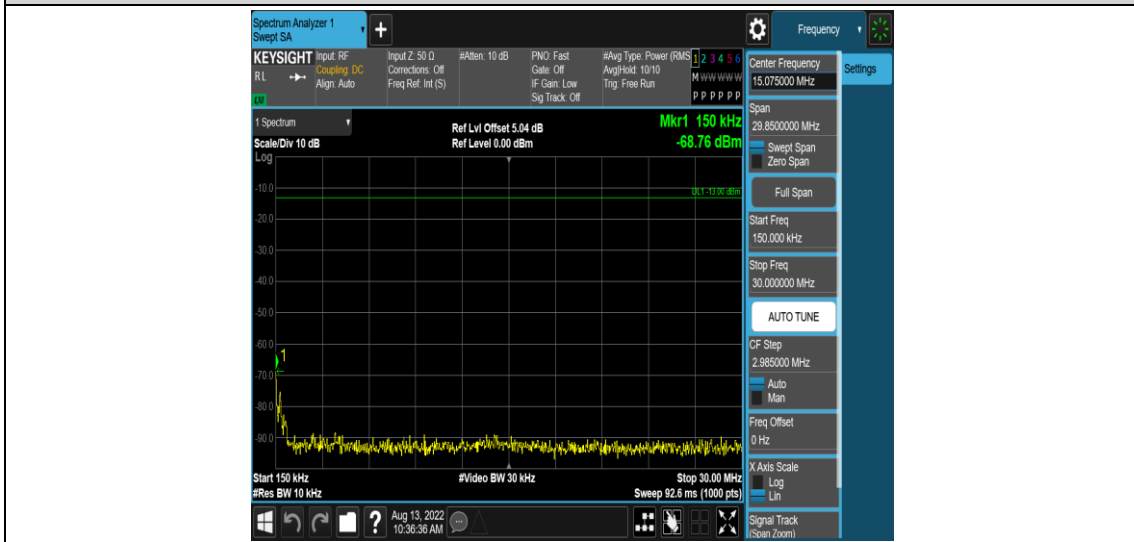 Spectrum Analyzer 1
Swept SA
+
Frequency
KEYSIGHT
RL
LXI
Input: RF
Coupling: DC
Align: Auto
Input Z: 50 Ω
Corrections: Off
Freq Ref: Int (S)
#Atten: 10 dB
PNO: Fast
Gate: Off
IF Gain: Low
Sig Track: Off
#Avg Type: Power (RMS
Avg|Hold: 10/10
Trig: Free Run
1 2 3 4 5 6
M W W W W W
P P P P P P
Center Frequency
15.075000 MHz
Settings
Span
29.8500000 MHz
Swept Span
Zero Span
Full Span
Start Freq
150.000 kHz
Stop Freq
30.000000 MHz
AUTO TUNE
CF Step
2.985000 MHz
Auto
Man
Freq Offset
0 Hz
X Axis Scale
Log
Lin
Signal Track
(Span Zoom)
1 Spectrum
Scale/Div 10 dB
Log
Ref Lvl Offset 5.04 dB
Ref Level 0.00 dBm
Mkr1 150 kHz
-68.76 dBm
DL1 -13.00 dBm
-10.0
-20.0
-30.0
-40.0
-50.0
-60.0
1
-70.0
-80.0
-90.0
Start 150 kHz
#Res BW 10 kHz
#Video BW 30 kHz
Stop 30.00 MHz
Sweep 92.6 ms (1000 pts)
?
Aug 13, 2022
10:36:36 AM